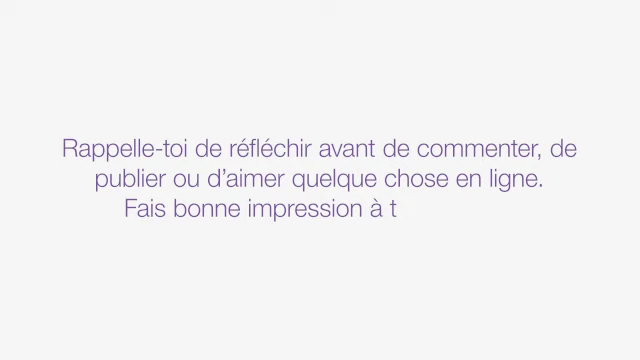 Rappelle-toi de réfléchir avant de commenter, de
publier ou d’aimer quelque chose en ligne.
Fais bonne impression à t